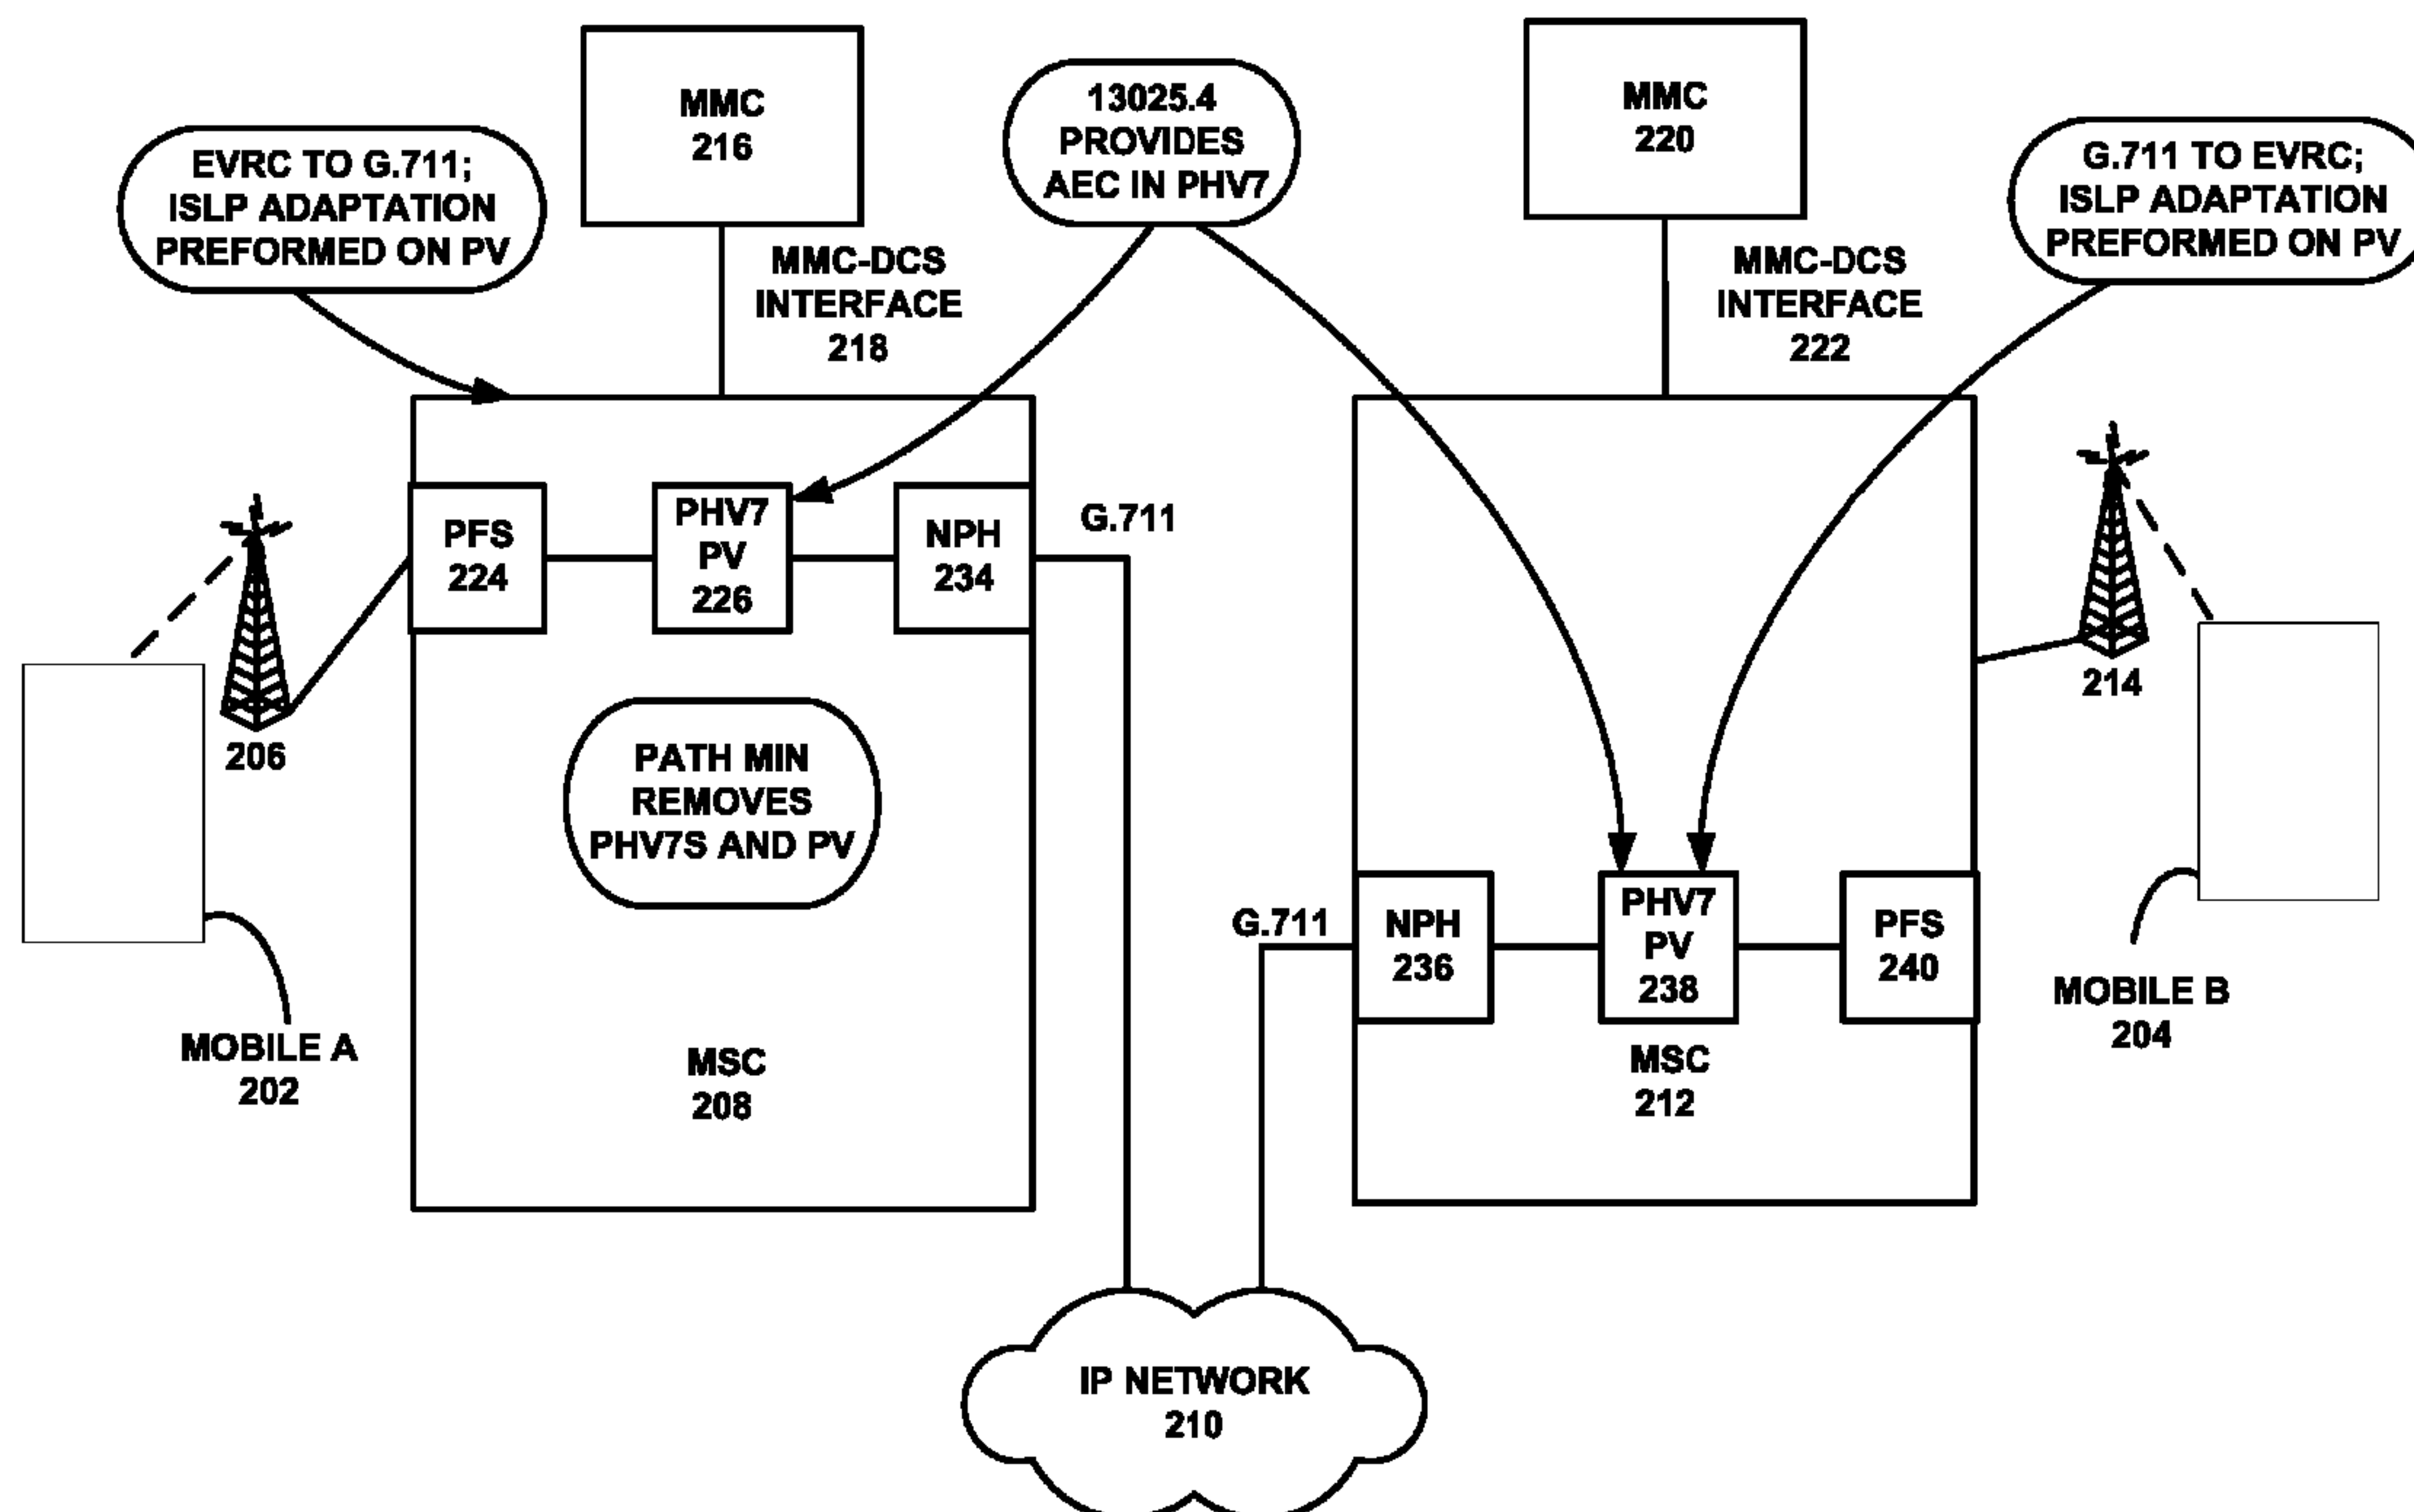 MMC
216
13025.4
PROVIDES
AEC IN PHV7
MMC
220
EVRC TO G.711;
ISLP ADAPTATION
PREFORMED ON PV
G.711 TO EVRC;
ISLP ADAPTATION
PREFORMED ON PV
MMC-DCS
INTERFACE
218
MMC-DCS
INTERFACE
222
PFS
224
PHV7
PV
226
NPH
234
G.711
206
214
PATH MIN
REMOVES
PHV7S AND PV
G.711
NPH
236
PHV7
PV
238
PFS
240
MOBILE A
202
MSC
208
MSC
212
MOBILE B
204
IP NETWORK
210